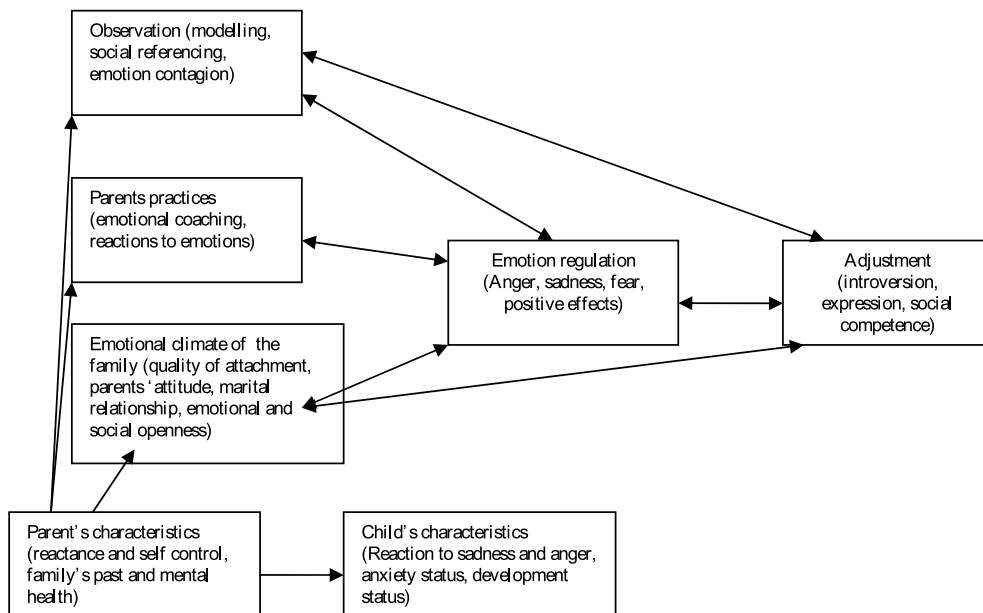 Observation (modelling,
social referencing,
emotion contagion)
Parents practices
(emotional coaching,
reactions to emotions)
Emotion regulation
(Anger, sadness, fear,
positive effects)
Adjustment
(introversion,
expression, social
competence)
Emotional climate of the
family (quality of attachment,
parents ‘attitude, marital
relationship, emotional and
social openness)
Parent’s characteristics
(reactance and self control,
family’s past and mental
health)
Child’s characteristics
(Reaction to sadness and anger,
anxiety status, development
status)